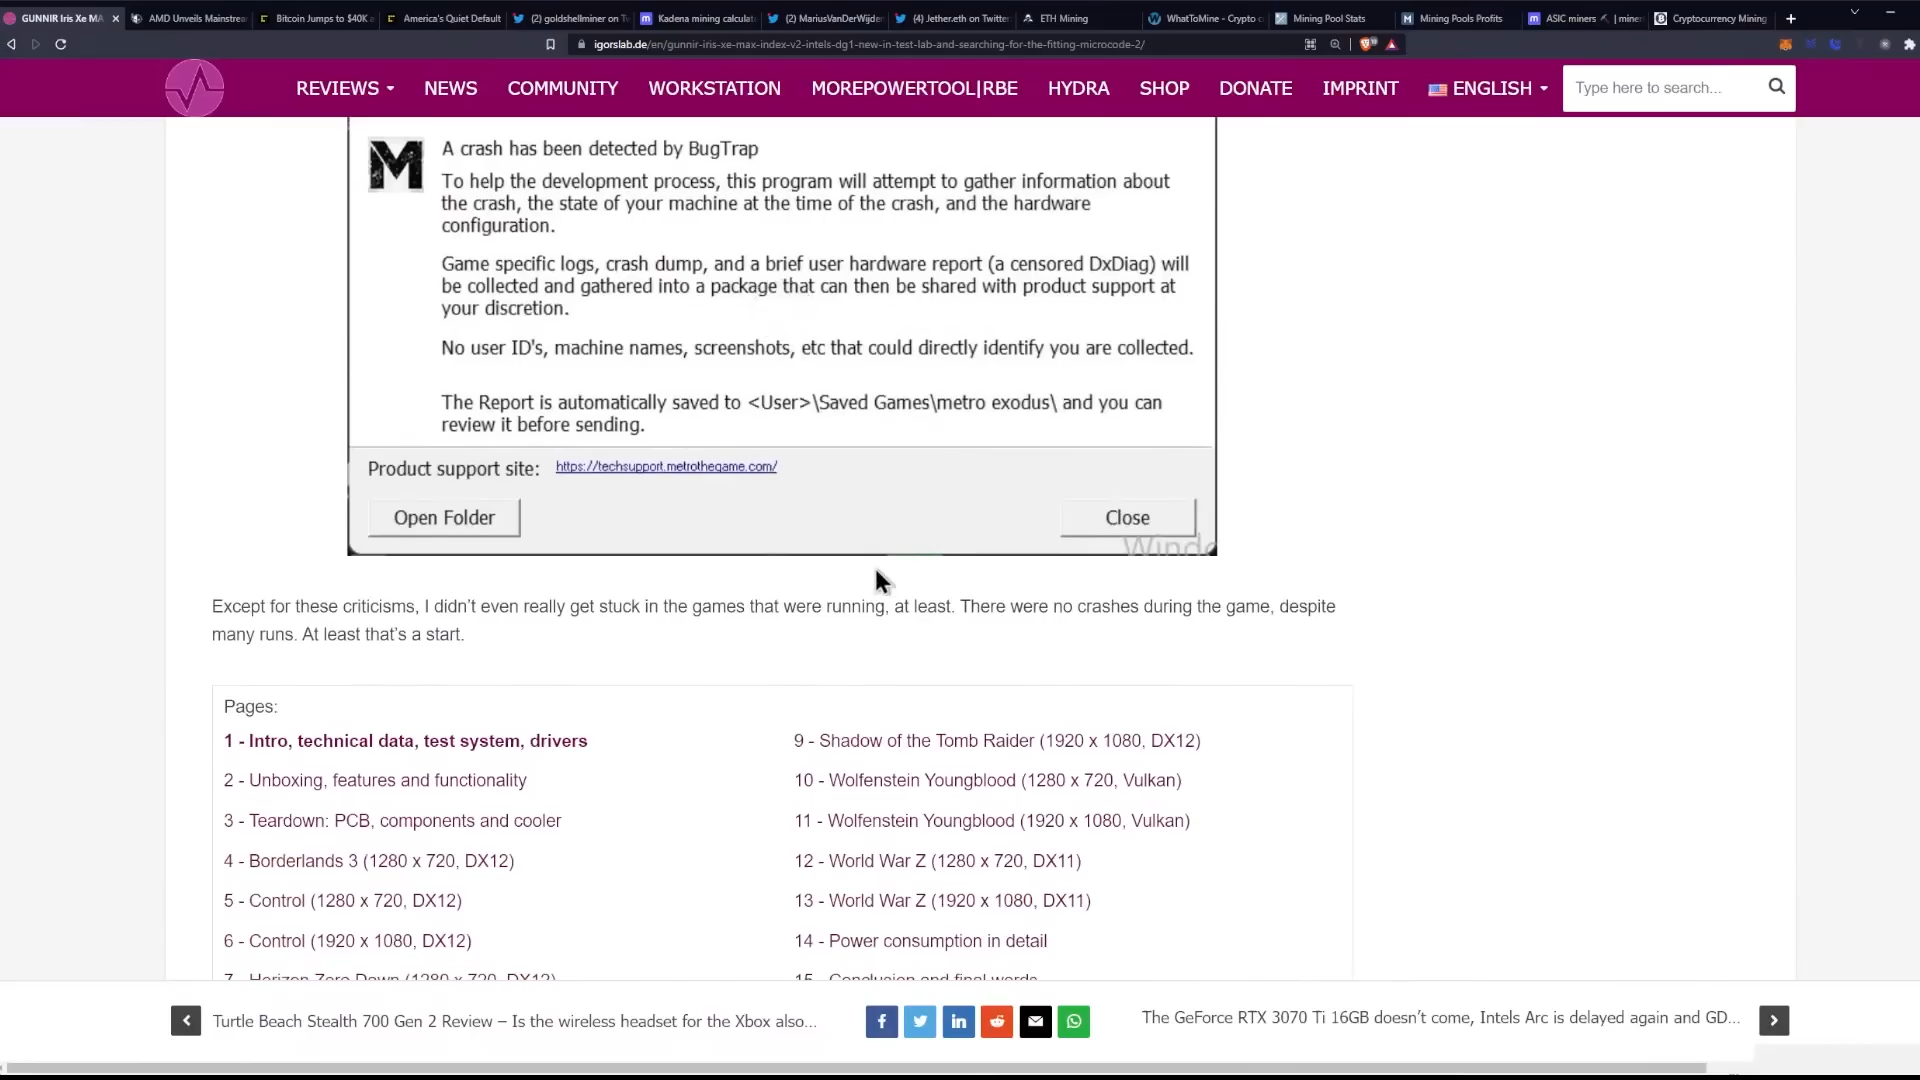 GUNNIR Iris Xe MA
AMD Unveils Mainstrea
Bitcoin Jumps to $40K a
America's Quiet Default
(2) goldshellminer on Tw
Kadena mining calculat
(2) MariusVanDerWijden
(4) Jether.eth on Twitter
ETH Mining
WhatToMine - Crypto c
Mining Pool Stats
Mining Pools Profits
ASIC miners ⛏ | miner
Cryptocurrency Mining
igorslab.de/en/gunnir-iris-xe-max-index-v2-intels-dg1-new-in-test-lab-and-searching-for-the-fitting-microcode-2/
REVIEWS NEWS COMMUNITY WORKSTATION MOREPOWERTOOL|RBE HYDRA SHOP DONATE IMPRINT ENGLISH Type here to search...
M
A crash has been detected by BugTrap
To help the development process, this program will attempt to gather information about
the crash, the state of your machine at the time of the crash, and the hardware
configuration.
Game specific logs, crash dump, and a brief user hardware report (a censored DxDiag) will
be collected and gathered into a package that can then be shared with product support at
your discretion.
No user ID's, machine names, screenshots, etc that could directly identify you are collected.
The Report is automatically saved to <User>\Saved Games\metro exodus\ and you can
review it before sending.
Product support site: https://techsupport.metrothegame.com/
Open Folder
Close
Windo
Except for these criticisms, I didn't even really get stuck in the games that were running, at least. There were no crashes during the game, despite
many runs. At least that's a start.
Pages:
1 - Intro, technical data, test system, drivers
2 - Unboxing, features and functionality
3 - Teardown: PCB, components and cooler
4 - Borderlands 3 (1280 x 720, DX12)
5 - Control (1280 x 720, DX12)
6 - Control (1920 x 1080, DX12)
7 - Horizon Zero Dawn (1280 x 720, DX12)
9 - Shadow of the Tomb Raider (1920 x 1080, DX12)
10 - Wolfenstein Youngblood (1280 x 720, Vulkan)
11 - Wolfenstein Youngblood (1920 x 1080, Vulkan)
12 - World War Z (1280 x 720, DX11)
13 - World War Z (1920 x 1080, DX11)
14 - Power consumption in detail
15 - Conclusion and final words
Turtle Beach Stealth 700 Gen 2 Review – Is the wireless headset for the Xbox also...
The GeForce RTX 3070 Ti 16GB doesn't come, Intels Arc is delayed again and GD...